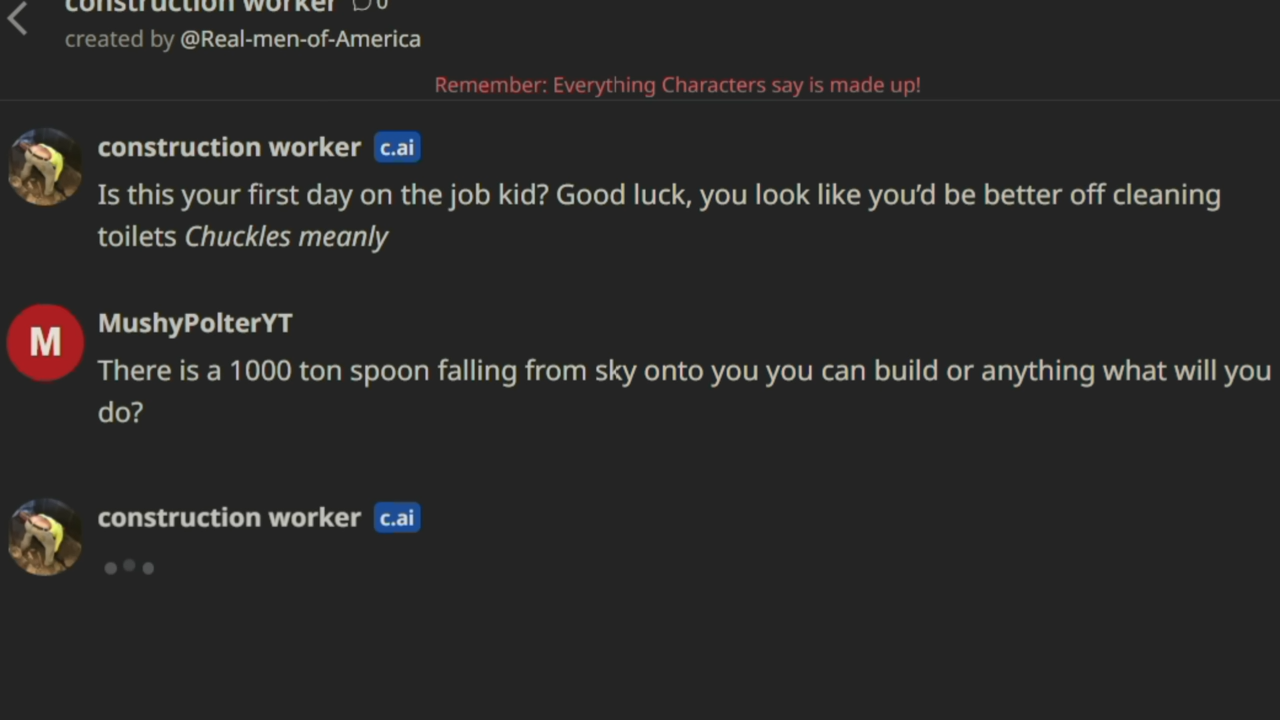 construction worker 0
created by @Real-men-of-America
Remember: Everything Characters say is made up!
construction worker c.ai
Is this your first day on the job kid? Good luck, you look like you’d be better off cleaning
toilets Chuckles meanly
M
MushyPolterYT
There is a 1000 ton spoon falling from sky onto you you can build or anything what will you
do?
construction worker c.ai